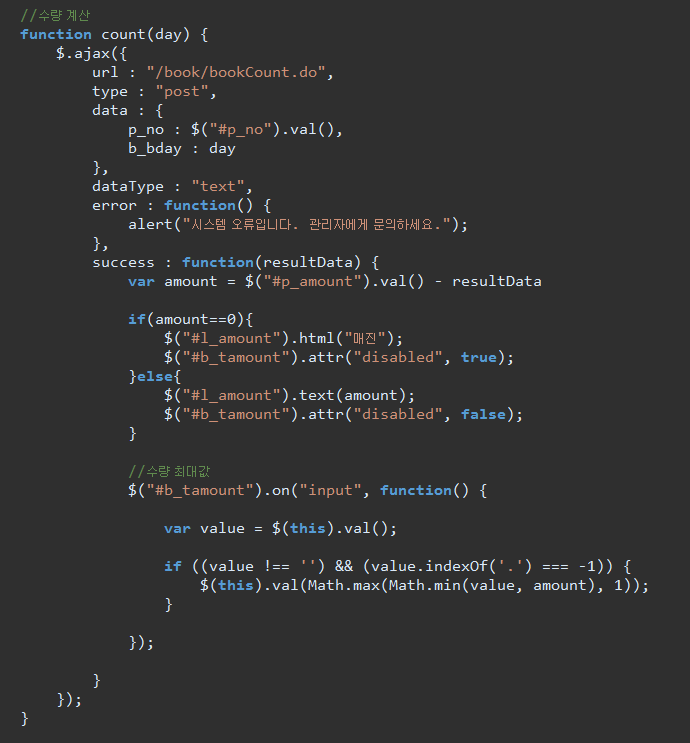 //수량 계산
function count(day) {
    $.ajax({
        url : "/book/bookCount.do",
        type : "post",
        data : {
            p_no : $("#p_no").val(),
            b_bday : day
        },
        dataType : "text",
        error : function() {
            alert("시스템 오류입니다. 관리자에게 문의하세요.");
        },
        success : function(resultData) {
            var amount = $("#p_amount").val() - resultData

            if(amount==0){
                $("#l_amount").html("매진");
                $("#b_tamount").attr("disabled", true);
            }else{
                $("#l_amount").text(amount);
                $("#b_tamount").attr("disabled", false);
            }

            //수량 최대값
            $("#b_tamount").on("input", function() {

                var value = $(this).val();

                if ((value !== '') && (value.indexOf('.') === -1)) {
                    $(this).val(Math.max(Math.min(value, amount), 1));
                }

            });

        }
    });
}